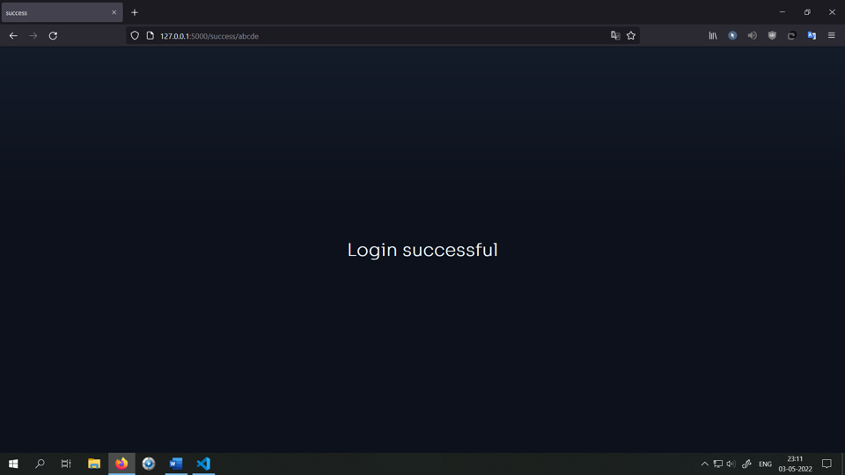 success
127.0.0.1:5000/success/abcde
Login successful
ENG
23:11
03-05-2022